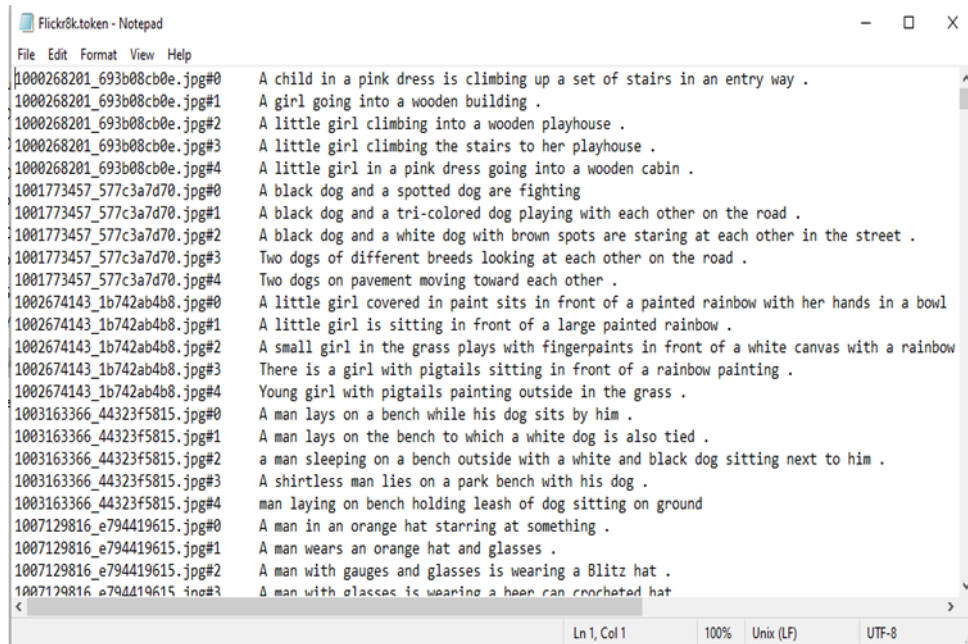 Flickr8k.token - Notepad
File Edit Format View Help
1000268201_693b08cb0e.jpg#0 A child in a pink dress is climbing up a set of stairs in an entry way .
1000268201_693b08cb0e.jpg#1 A girl going into a wooden building .
1000268201_693b08cb0e.jpg#2 A little girl climbing into a wooden playhouse .
1000268201_693b08cb0e.jpg#3 A little girl climbing the stairs to her playhouse .
1000268201_693b08cb0e.jpg#4 A little girl in a pink dress going into a wooden cabin .
1001773457_577c3a7d70.jpg#0 A black dog and a spotted dog are fighting
1001773457_577c3a7d70.jpg#1 A black dog and a tri-colored dog playing with each other on the road .
1001773457_577c3a7d70.jpg#2 A black dog and a white dog with brown spots are staring at each other in the street .
1001773457_577c3a7d70.jpg#3 Two dogs of different breeds looking at each other on the road .
1001773457_577c3a7d70.jpg#4 Two dogs on pavement moving toward each other .
1002674143_1b742ab4b8.jpg#0 A little girl covered in paint sits in front of a painted rainbow with her hands in a bowl
1002674143_1b742ab4b8.jpg#1 A little girl is sitting in front of a large painted rainbow .
1002674143_1b742ab4b8.jpg#2 A small girl in the grass plays with fingerpaints in front of a white canvas with a rainbow
1002674143_1b742ab4b8.jpg#3 There is a girl with pigtails sitting in front of a rainbow painting .
1002674143_1b742ab4b8.jpg#4 Young girl with pigtails painting outside in the grass .
1003163366_44323f5815.jpg#0 A man lays on a bench while his dog sits by him .
1003163366_44323f5815.jpg#1 A man lays on the bench to which a white dog is also tied .
1003163366_44323f5815.jpg#2 a man sleeping on a bench outside with a white and black dog sitting next to him .
1003163366_44323f5815.jpg#3 A shirtless man lies on a park bench with his dog .
1003163366_44323f5815.jpg#4 man laying on bench holding leash of dog sitting on ground
1007129816_e794419615.jpg#0 A man in an orange hat starring at something .
1007129816_e794419615.jpg#1 A man wears an orange hat and glasses .
1007129816_e794419615.jpg#2 A man with gauges and glasses is wearing a Blitz hat .
1007129816_e794419615.jpg#3 A man with glasses is wearing a beer can crocheted hat
Ln 1, Col 1 100% Unix (LF) UTF-8